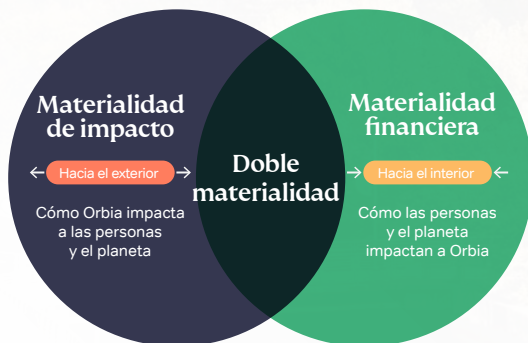 Materialidad
de impacto
Hacia el exterior
Cómo Orbia impacta
a las personas
y el planeta
Doble
materialidad
Materialidad
financiera
Hacia el interior
Cómo las personas
y el planeta
impactan a Orbia